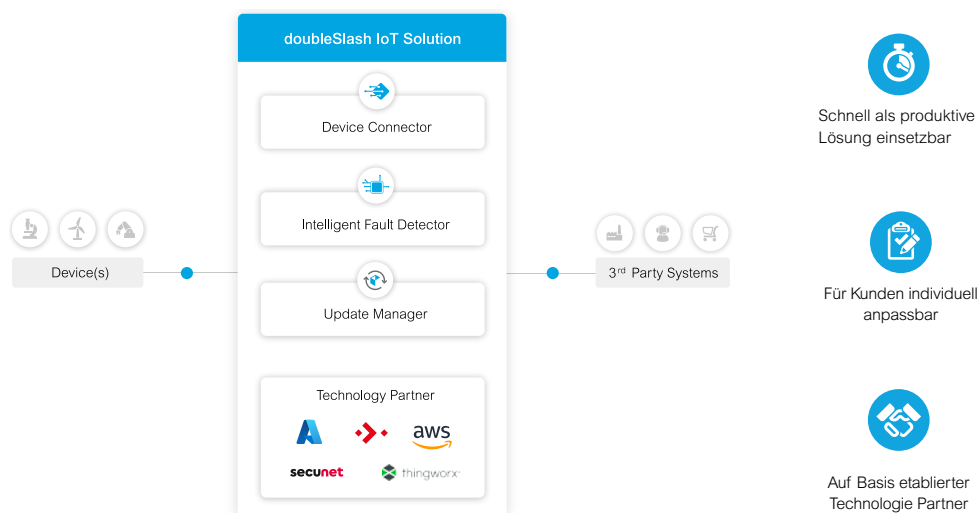 doubleSlash IoT Solution
Device Connector
Intelligent Fault Detector
Update Manager
Technology Partner
aws
secunet
thingworx
Device(s)
3rd Party Systems
Schnell als produktive
Lösung einsetzbar
Für Kunden individuell
anpassbar
Auf Basis etablierter
Technologie Partner